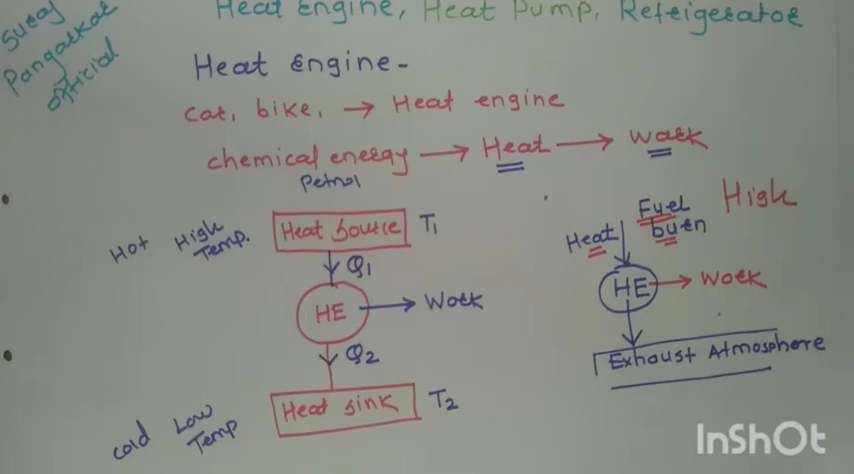 Suraj
Pangarkar
official
Heat Engine, Heat Pump, Refrigerator
Heat Engine -
car, bike, → Heat engine
chemical energy → Heat → Work
Petrol
Hot High Temp.
Heat Source T1
Q1
HE → Work
Q2
Cold Low Temp
Heat sink T2
Fuel burn High
Heat
HE → Work
Exhaust Atmosphere
InShOt